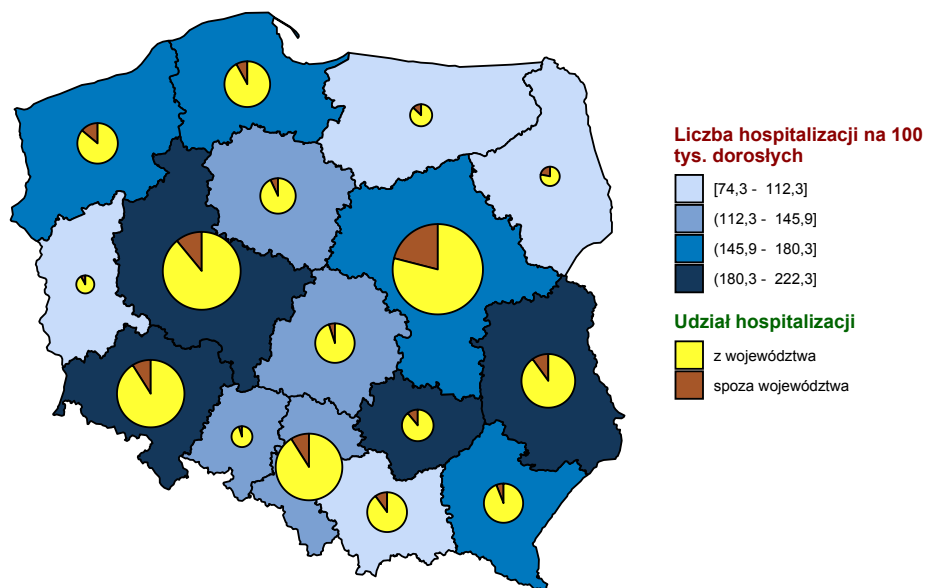 Liczba hospitalizacji na 100
tys. dorosłych
[74,3 - 112,3]
(112,3 - 145,9]
(145,9 - 180,3]
(180,3 - 222,3]
Udział hospitalizacji
z województwa
spoza województwa